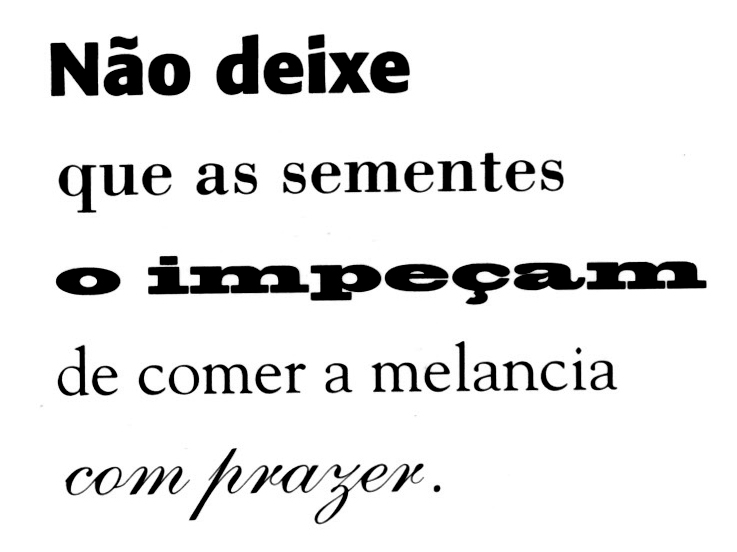 Não deixe
que as sementes
o impeçam
de comer a melancia
com prazer.